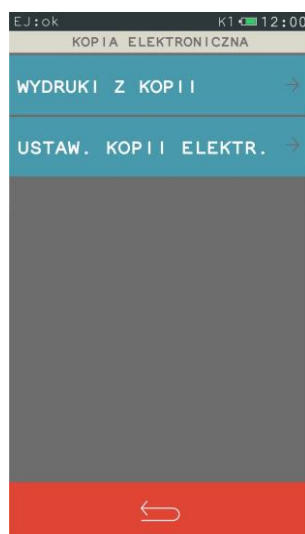 EJ:ok K1 12:00
KOPIA ELEKTRONICZNA
WYDRUKI Z KOPII
USTAW. KOPII ELEKTR.